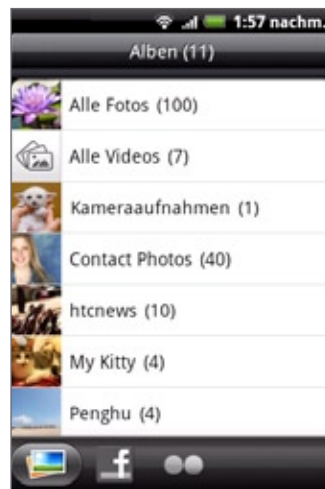 1:57 nachm.
Alben (11)
Alle Fotos (100)
Alle Videos (7)
Kameraaufnahmen (1)
Contact Photos (40)
htcnews (10)
My Kitty (4)
Penghu (4)
f